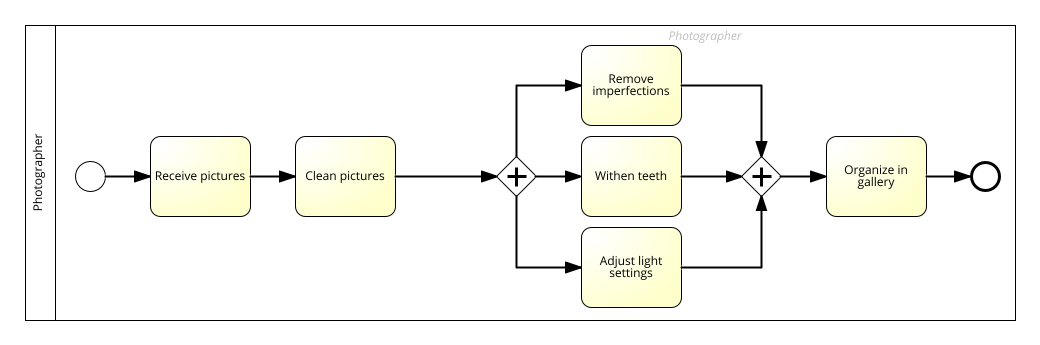 Photographer
Photographer
Remove
imperfections
Receive pictures
Clean pictures
Withen teeth
Organize in
gallery
Adjust light
settings